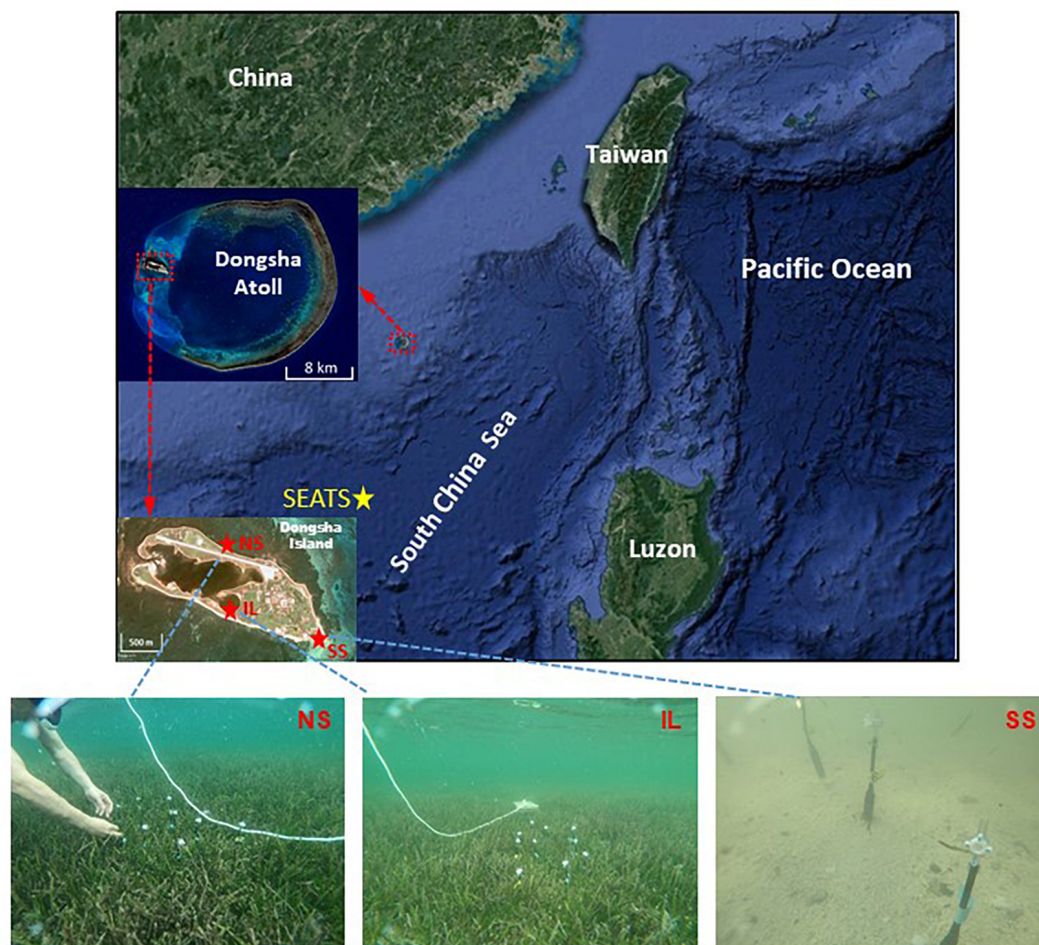 China
Taiwan
Dongsha
Atoll
Pacific Ocean
8 km
South China Sea
SEATS
Dongsha
Island
NS
Luzon
IL
500 m
SS
NS
IL
SS